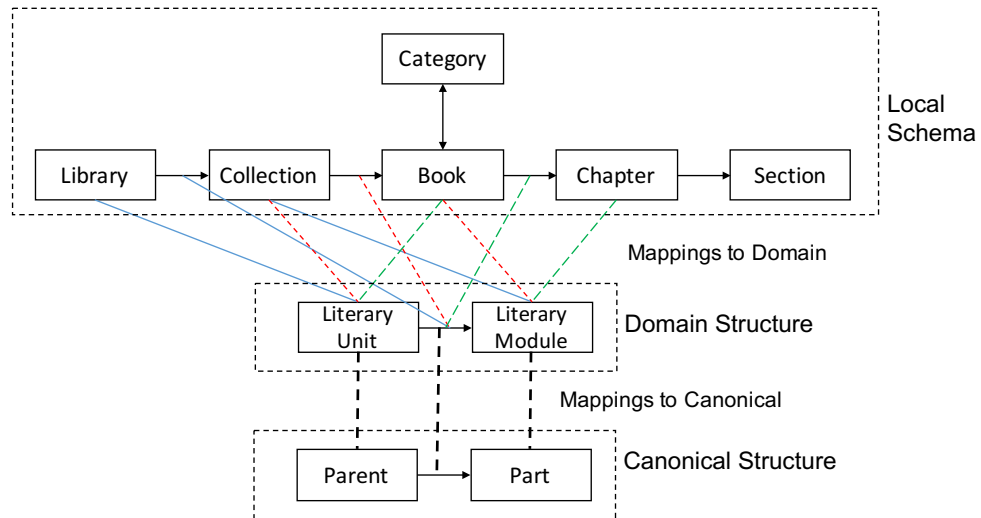 Category
Local
Schema
Library
Collection
Book
Chapter
Section
Mappings to Domain
Literary
Unit
Literary
Module
Domain Structure
Mappings to Canonical
Parent
Part
Canonical Structure